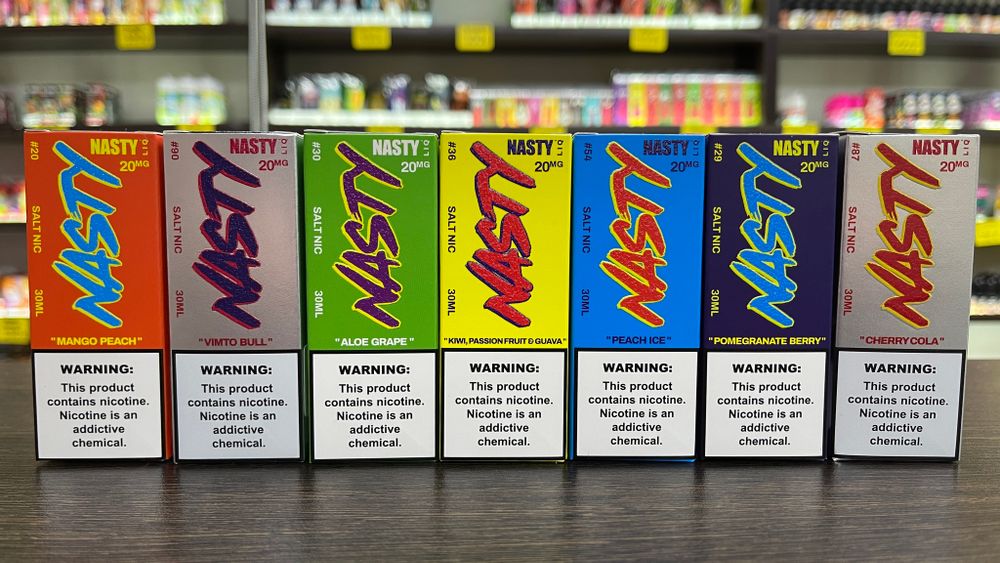 #20
NASTY LIQ
20MG
NASTY
SALT NIC
30ML
"MANGO PEACH"
WARNING:
This product
contains nicotine.
Nicotine is an
addictive
chemical.
#90
NASTY LIQ
20MG
NASTY
SALT NIC
30ML
"VIMTO BULL"
WARNING:
This product
contains nicotine.
Nicotine is an
addictive
chemical.
#30
NASTY LIQ
20MG
NASTY
SALT NIC
30ML
"ALOE GRAPE"
WARNING:
This product
contains nicotine.
Nicotine is an
addictive
chemical.
#36
NASTY LIQ
20MG
NASTY
SALT NIC
30ML
"KIWI, PASSION FRUIT & GUAVA"
WARNING:
This product
contains nicotine.
Nicotine is an
addictive
chemical.
#54
NASTY LIQ
20MG
NASTY
SALT NIC
30ML
"PEACH ICE"
WARNING:
This product
contains nicotine.
Nicotine is an
addictive
chemical.
#29
NASTY LIQ
20MG
NASTY
SALT NIC
30ML
"POMEGRANATE BERRY"
WARNING:
This product
contains nicotine.
Nicotine is an
addictive
chemical.
#87
NASTY LIQ
20MG
NASTY
SALT NIC
30ML
"CHERRY COLA"
WARNING:
This product
contains nicotine.
Nicotine is an
addictive
chemical.